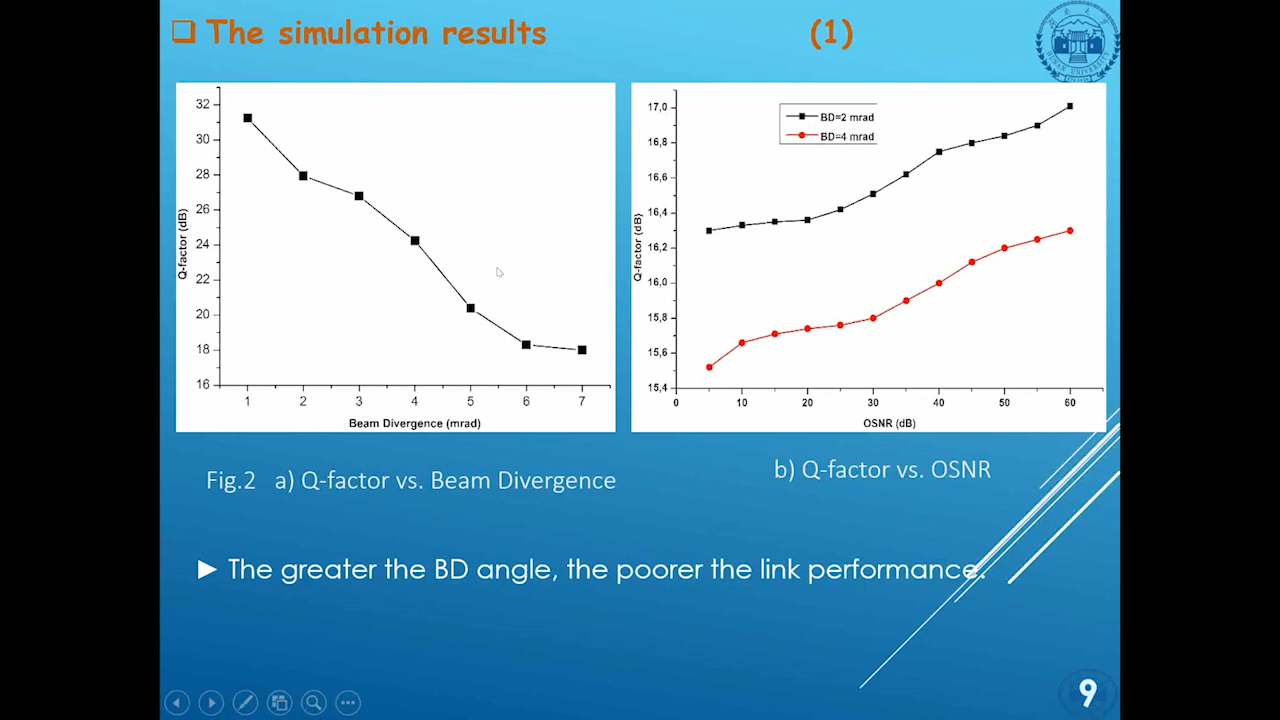 ❑ The simulation results (1)
32
30
28
26
24
22
20
18
16
Q-factor (dB)
1 2 3 4 5 6 7
Beam Divergence (mrad)
17,0
16,8
16,6
16,4
16,2
16,0
15,8
15,6
15,4
Q-factor (dB)
BD=2 mrad
BD=4 mrad
0 10 20 30 40 50 60
OSNR (dB)
Fig.2 a) Q-factor vs. Beam Divergence
b) Q-factor vs. OSNR
► The greater the BD angle, the poorer the link performance.
9